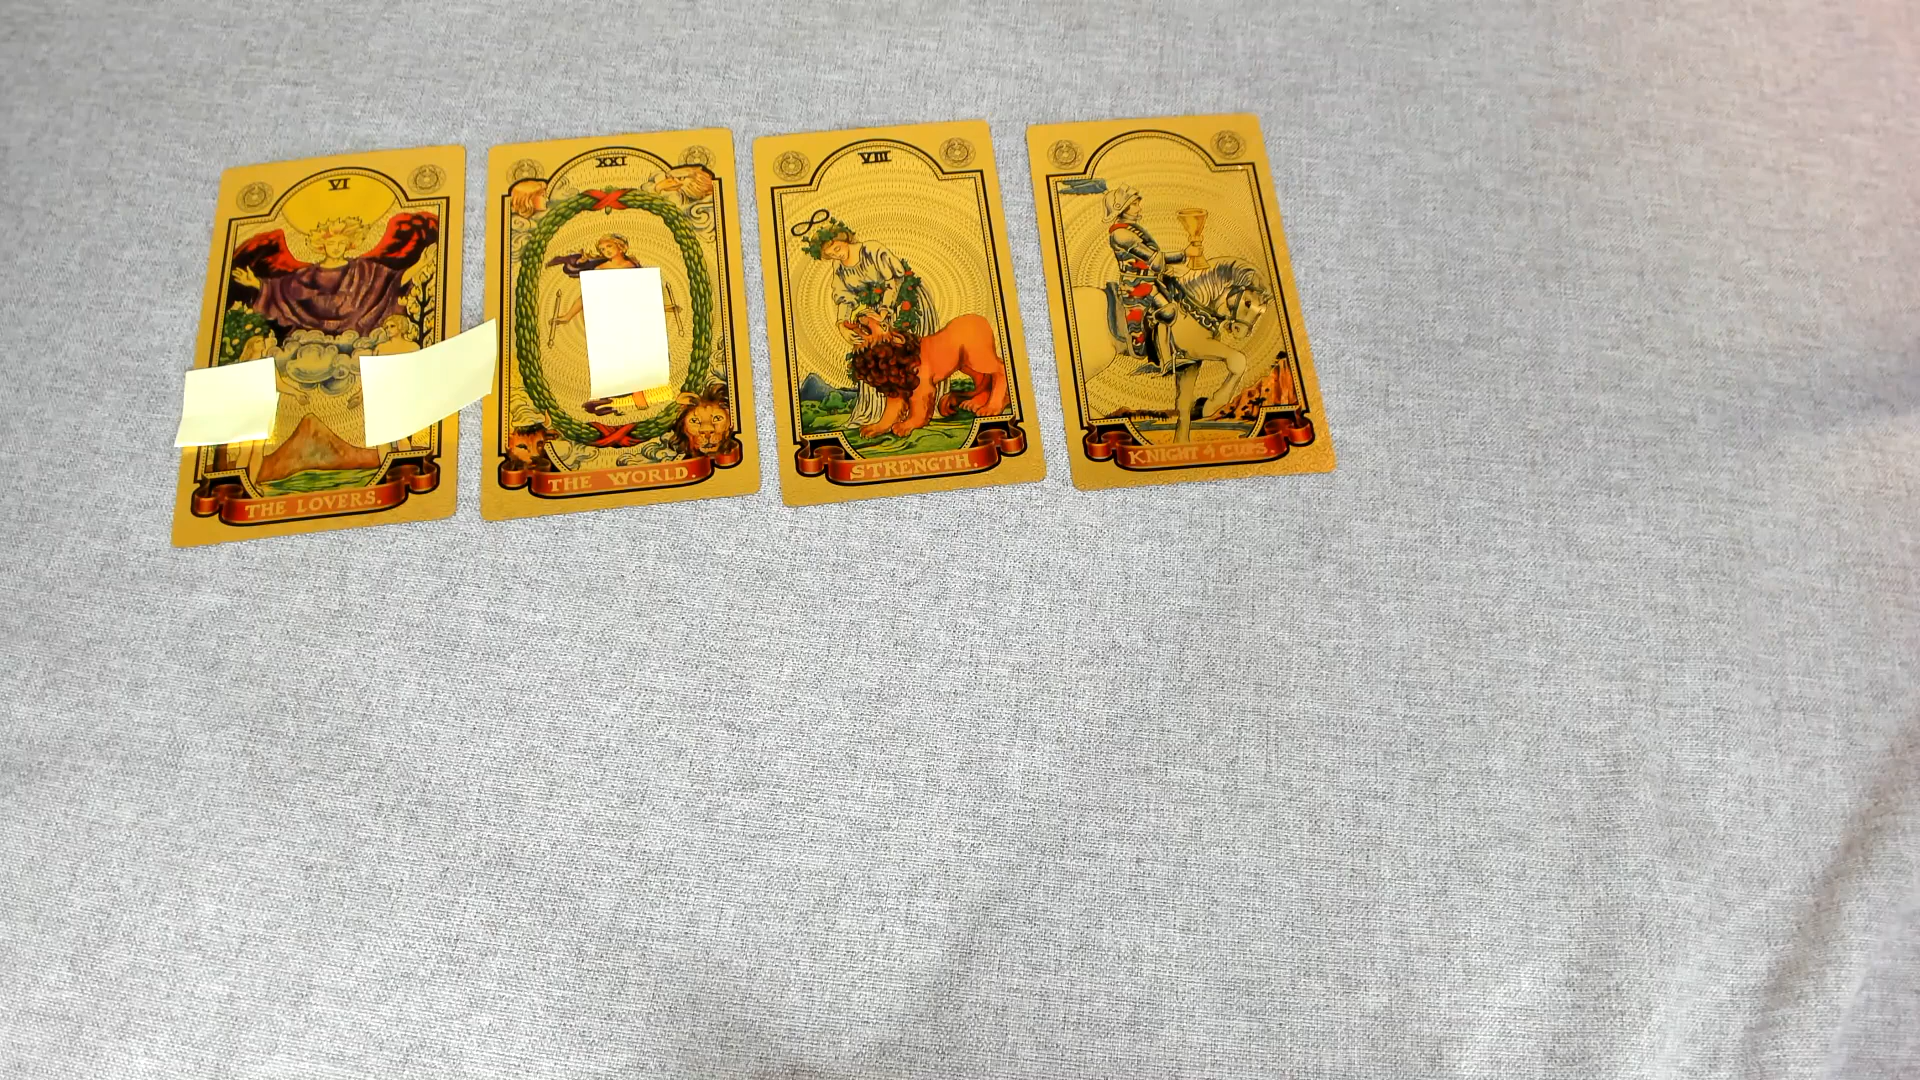 VI
THE LOVERS.
XXI
THE WORLD.
VIII
STRENGTH.
KNIGHT of CUPS.